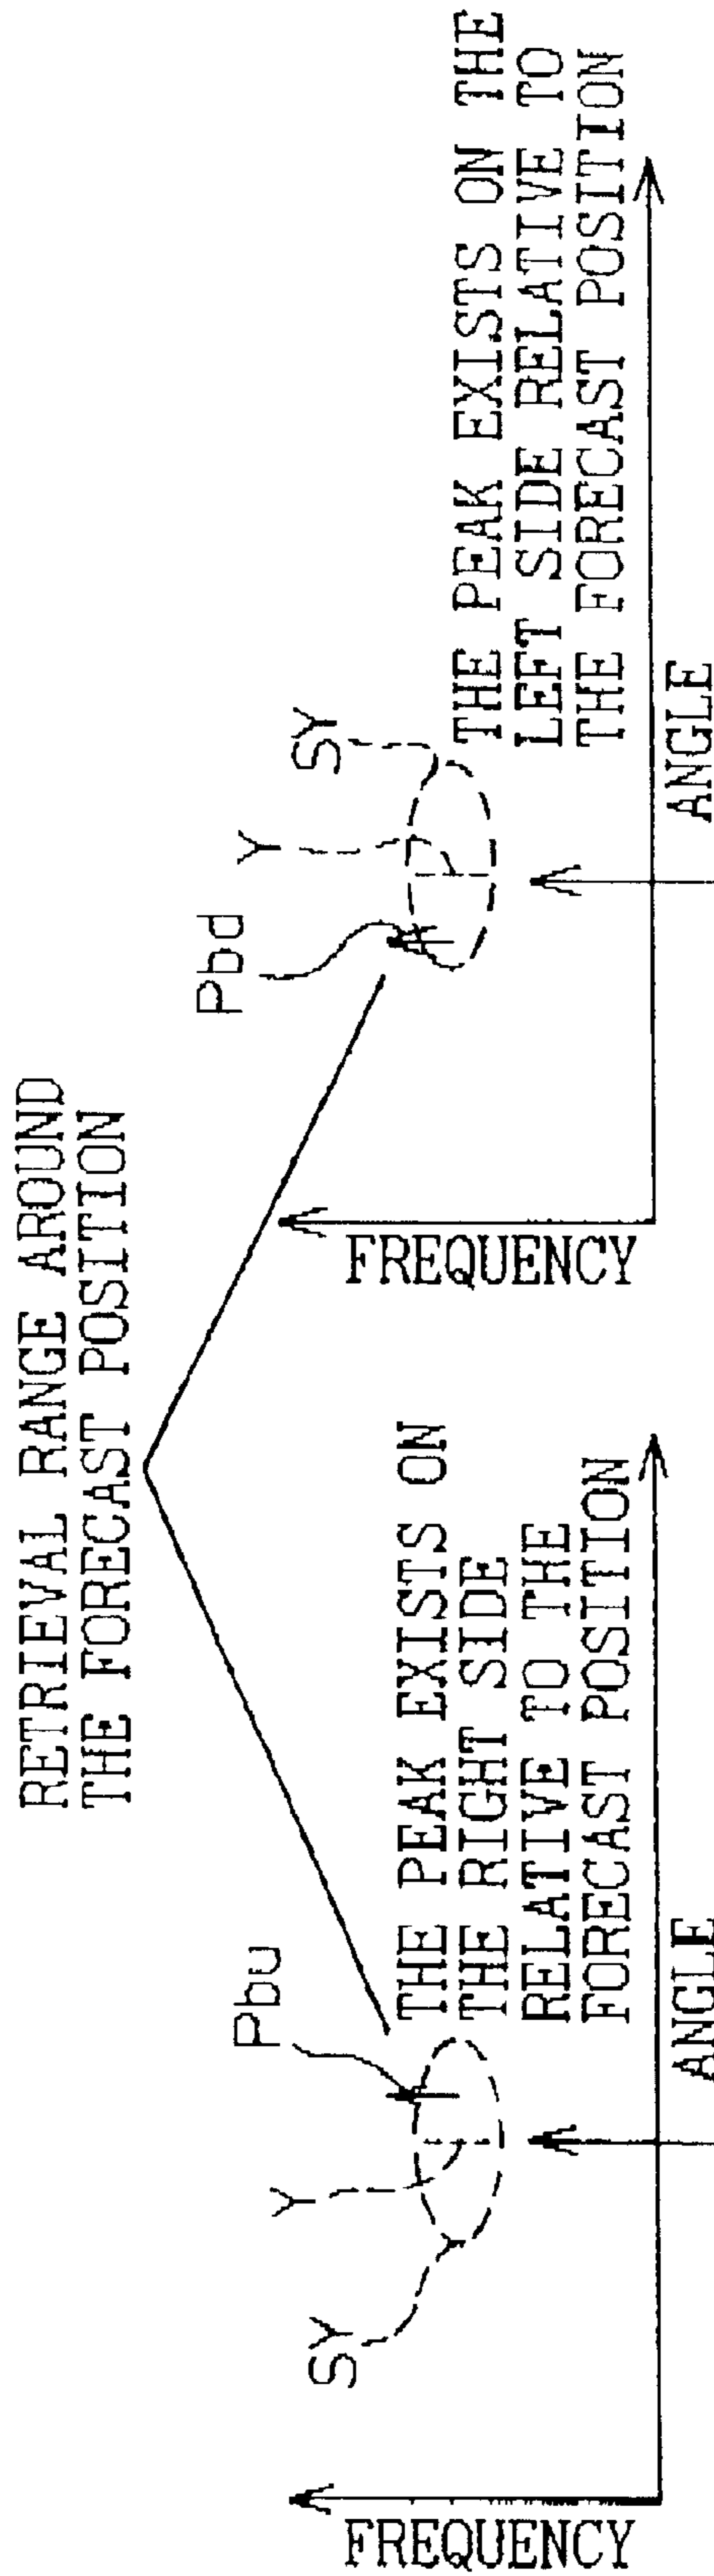 RETRIEVAL RANGE AROUND
THE FORECAST POSITION
FREQUENCY
SY
Y
Pbu
THE PEAK EXISTS ON
THE RIGHT SIDE
RELATIVE TO THE
FORECAST POSITION
ANGLE
FREQUENCY
Pbd
Y
SY
THE PEAK EXISTS ON THE
LEFT SIDE RELATIVE TO
THE FORECAST POSITION
ANGLE